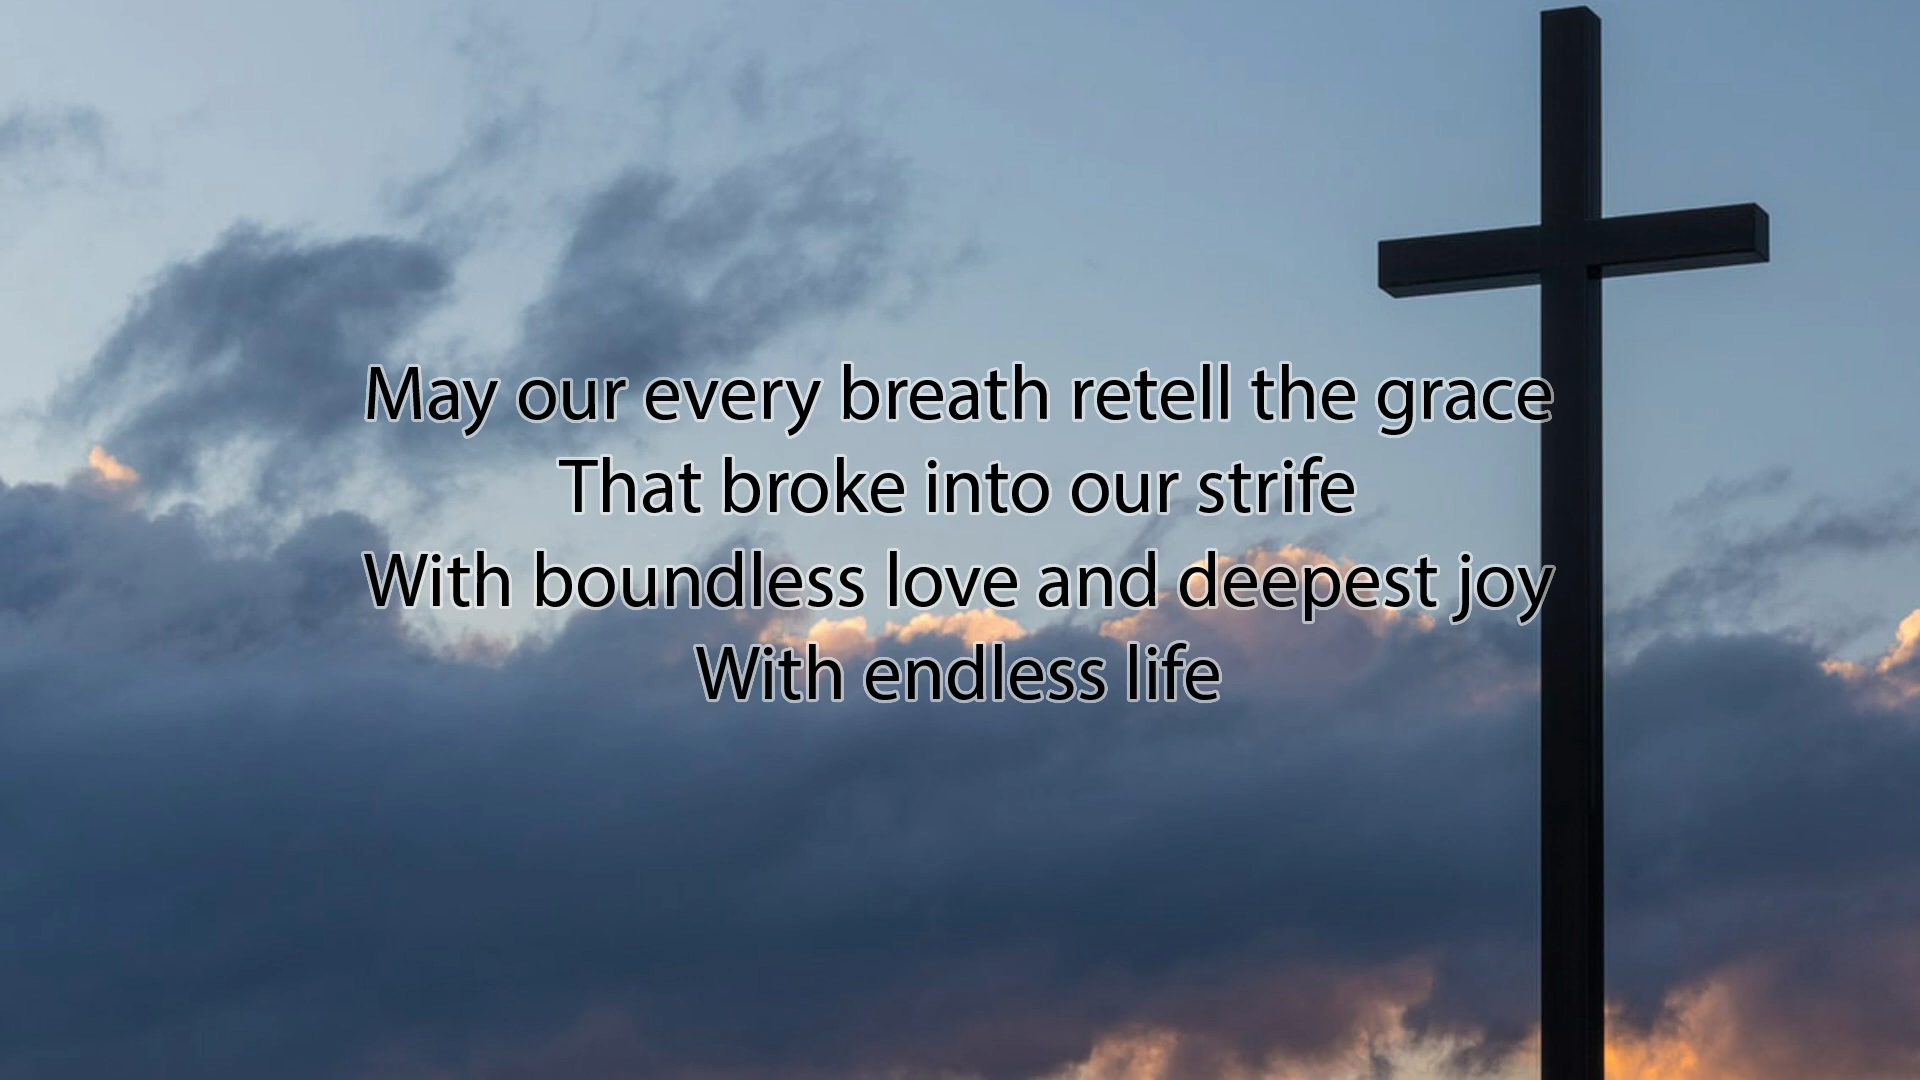 May our every breath retell the grace
That broke into our strife
With boundless love and deepest joy
With endless life